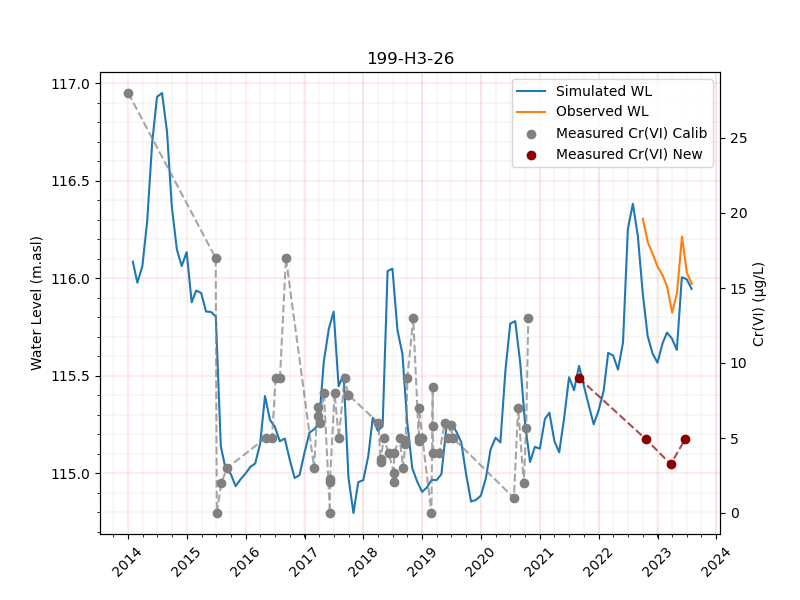 199-H3-26
117.0
116.5
116.0
115.5
115.0
Water Level (m.asl)
Simulated WL
Observed WL
Measured Cr(VI) Calib
Measured Cr(VI) New
25
20
15
10
5
0
Cr(VI) (µg/L)
2014 2015 2016 2017 2018 2019 2020 2021 2022 2023 2024